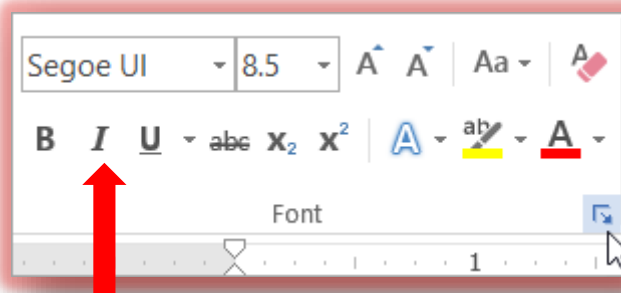 Segoe UI 8.5 A A Aa A
B I U abc X₂ X² A ab A
Font
1